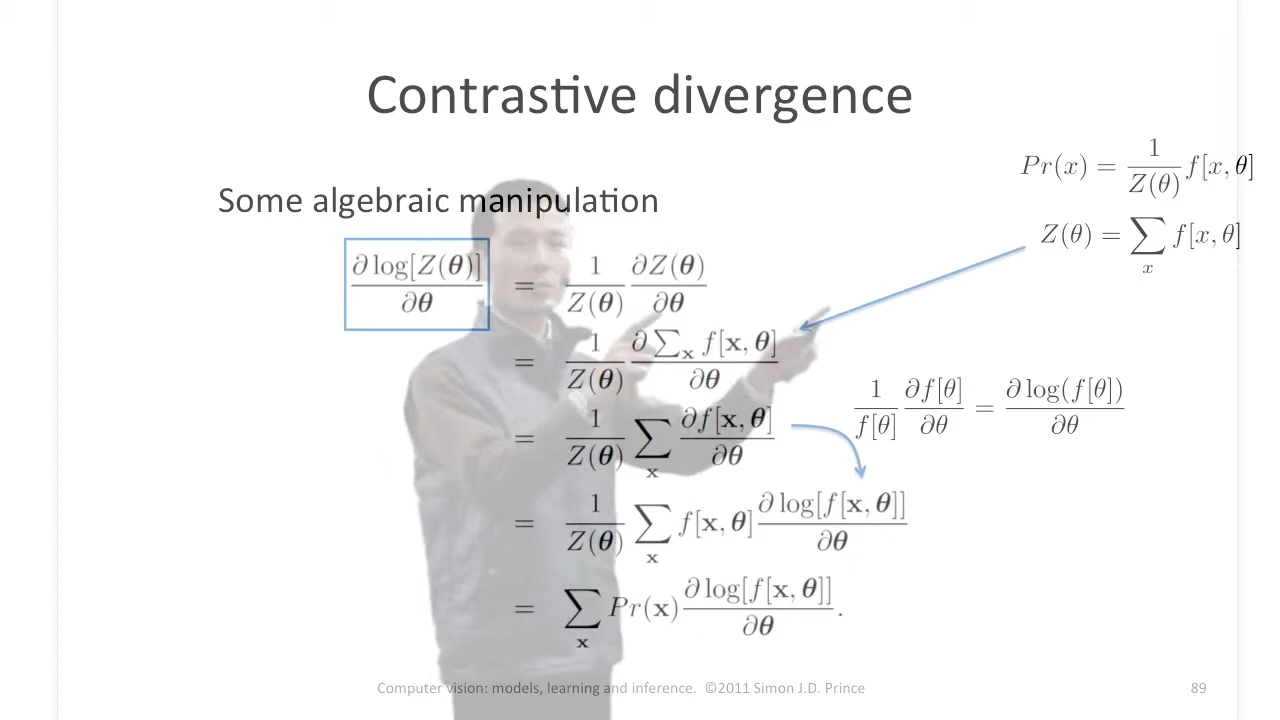 Contrastive divergence
Pr(x) = 1/Z(θ) f[x, θ]
Z(θ) = ∑_x f[x, θ]
Some algebraic manipulation
∂ log[Z(θ)]/∂θ = 1/Z(θ) ∂Z(θ)/∂θ
= 1/Z(θ) ∂∑_x f[x, θ]/∂θ
1/f[θ] ∂f[θ]/∂θ = ∂ log(f[θ])/∂θ
= 1/Z(θ) ∑_x ∂f[x, θ]/∂θ
= 1/Z(θ) ∑_x f[x, θ] ∂ log[f[x, θ]]/∂θ
= ∑_x Pr(x) ∂ log[f[x, θ]]/∂θ .
Computer vision: models, learning and inference. ©2011 Simon J.D. Prince
89